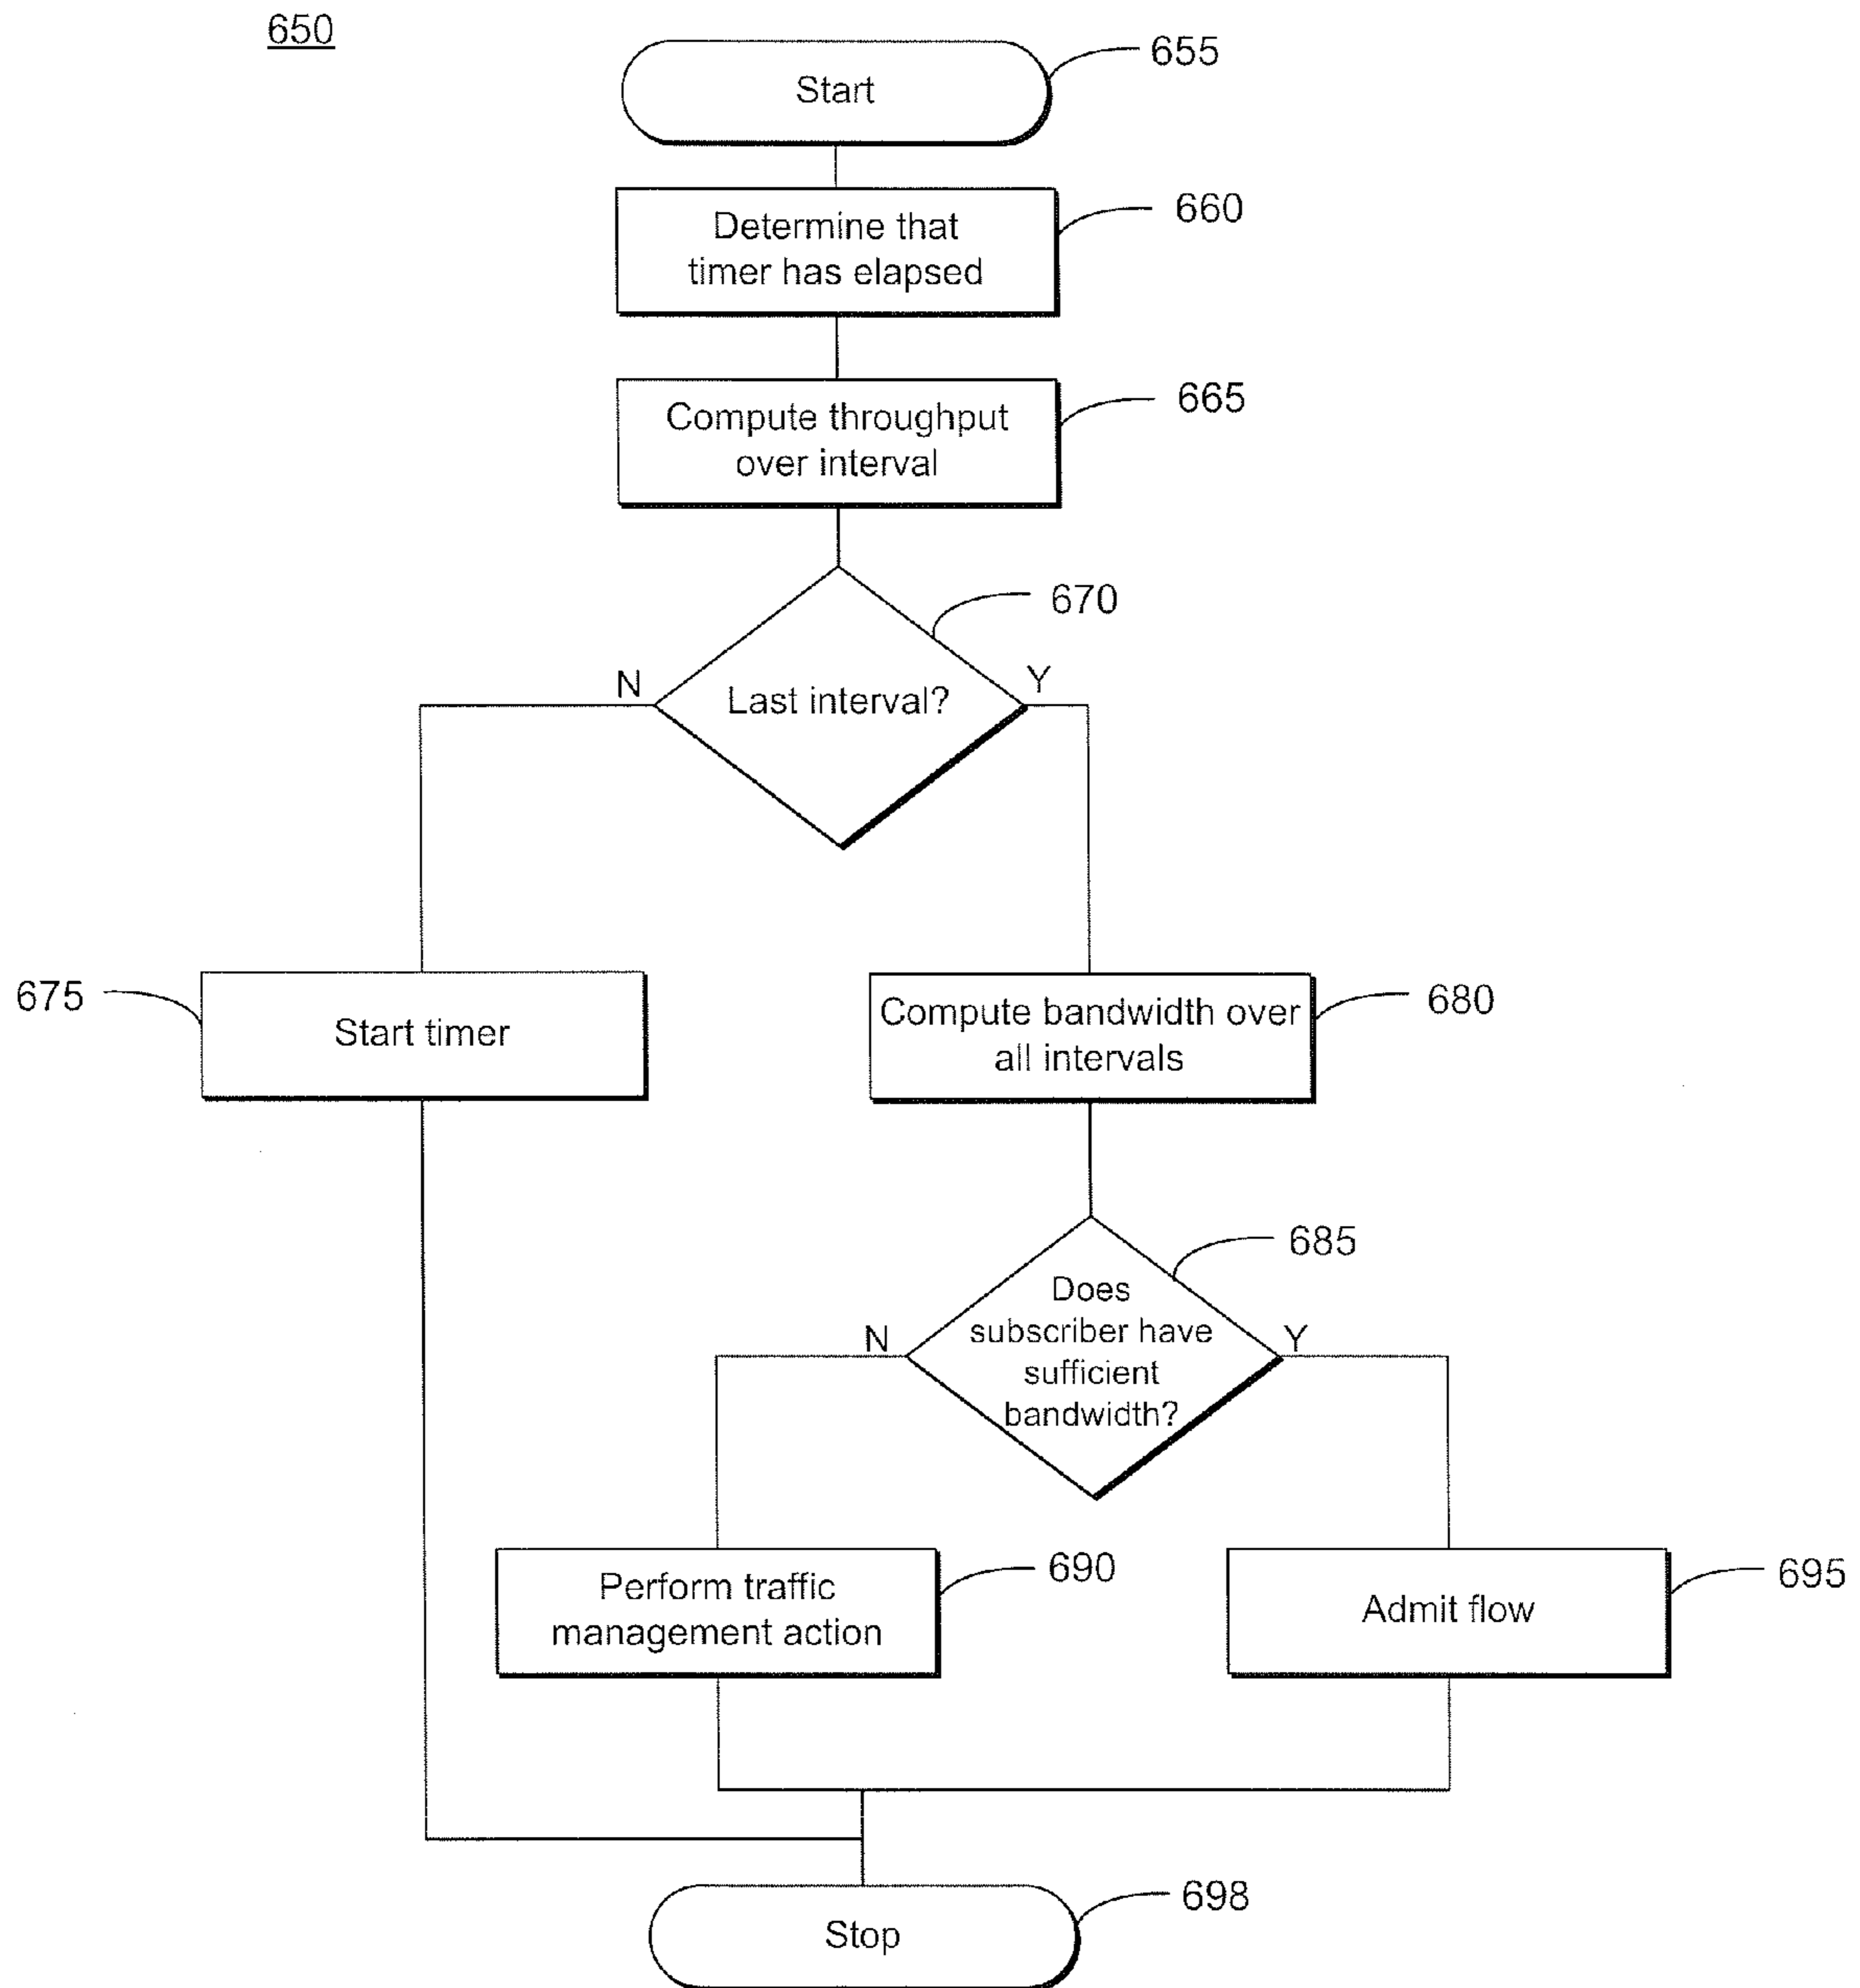 650
Start
655
Determine that
timer has elapsed
660
Compute throughput
over interval
665
670
N
Last interval?
Y
675
Start timer
Compute bandwidth over
all intervals
680
685
N
Does
subscriber have
sufficient
bandwidth?
Y
Perform traffic
management action
690
Admit flow
695
Stop
698